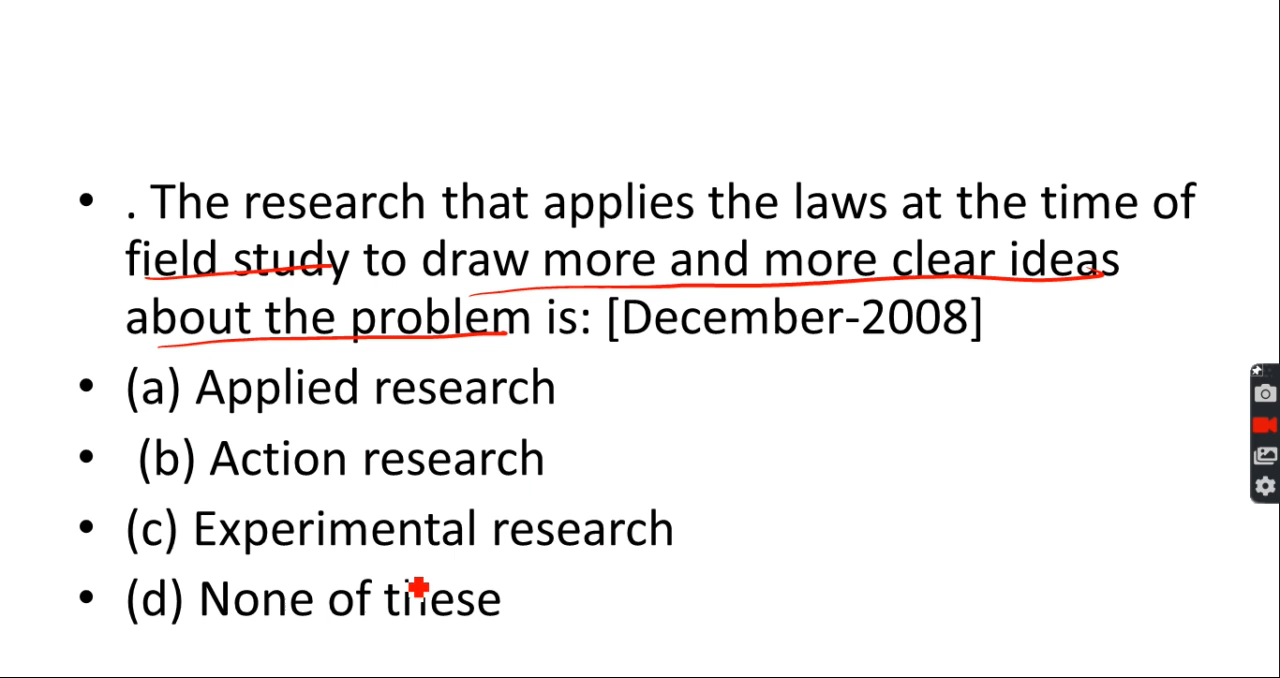 • . The research that applies the laws at the time of
field study to draw more and more clear ideas
about the problem is: [December-2008]
• (a) Applied research
• (b) Action research
• (c) Experimental research
• (d) None of these